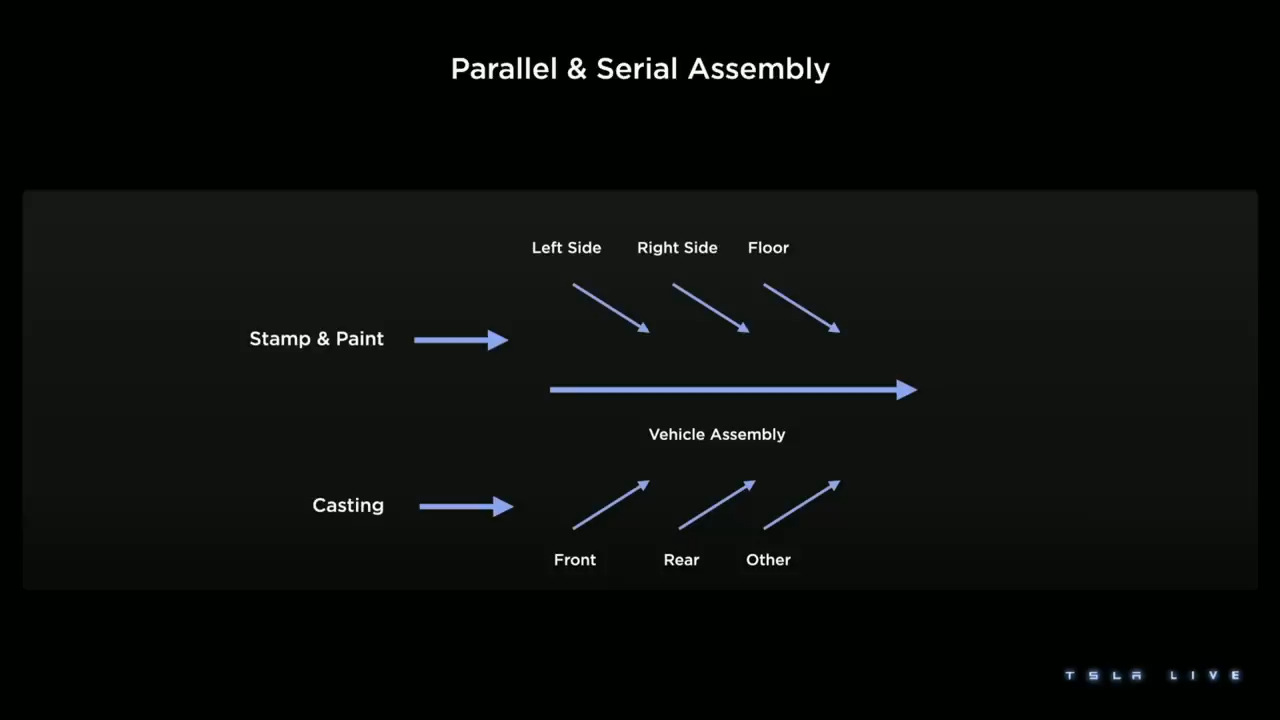 Parallel & Serial Assembly
Left Side
Right Side
Floor
Stamp & Paint
Vehicle Assembly
Casting
Front
Rear
Other
TSLA LIVE